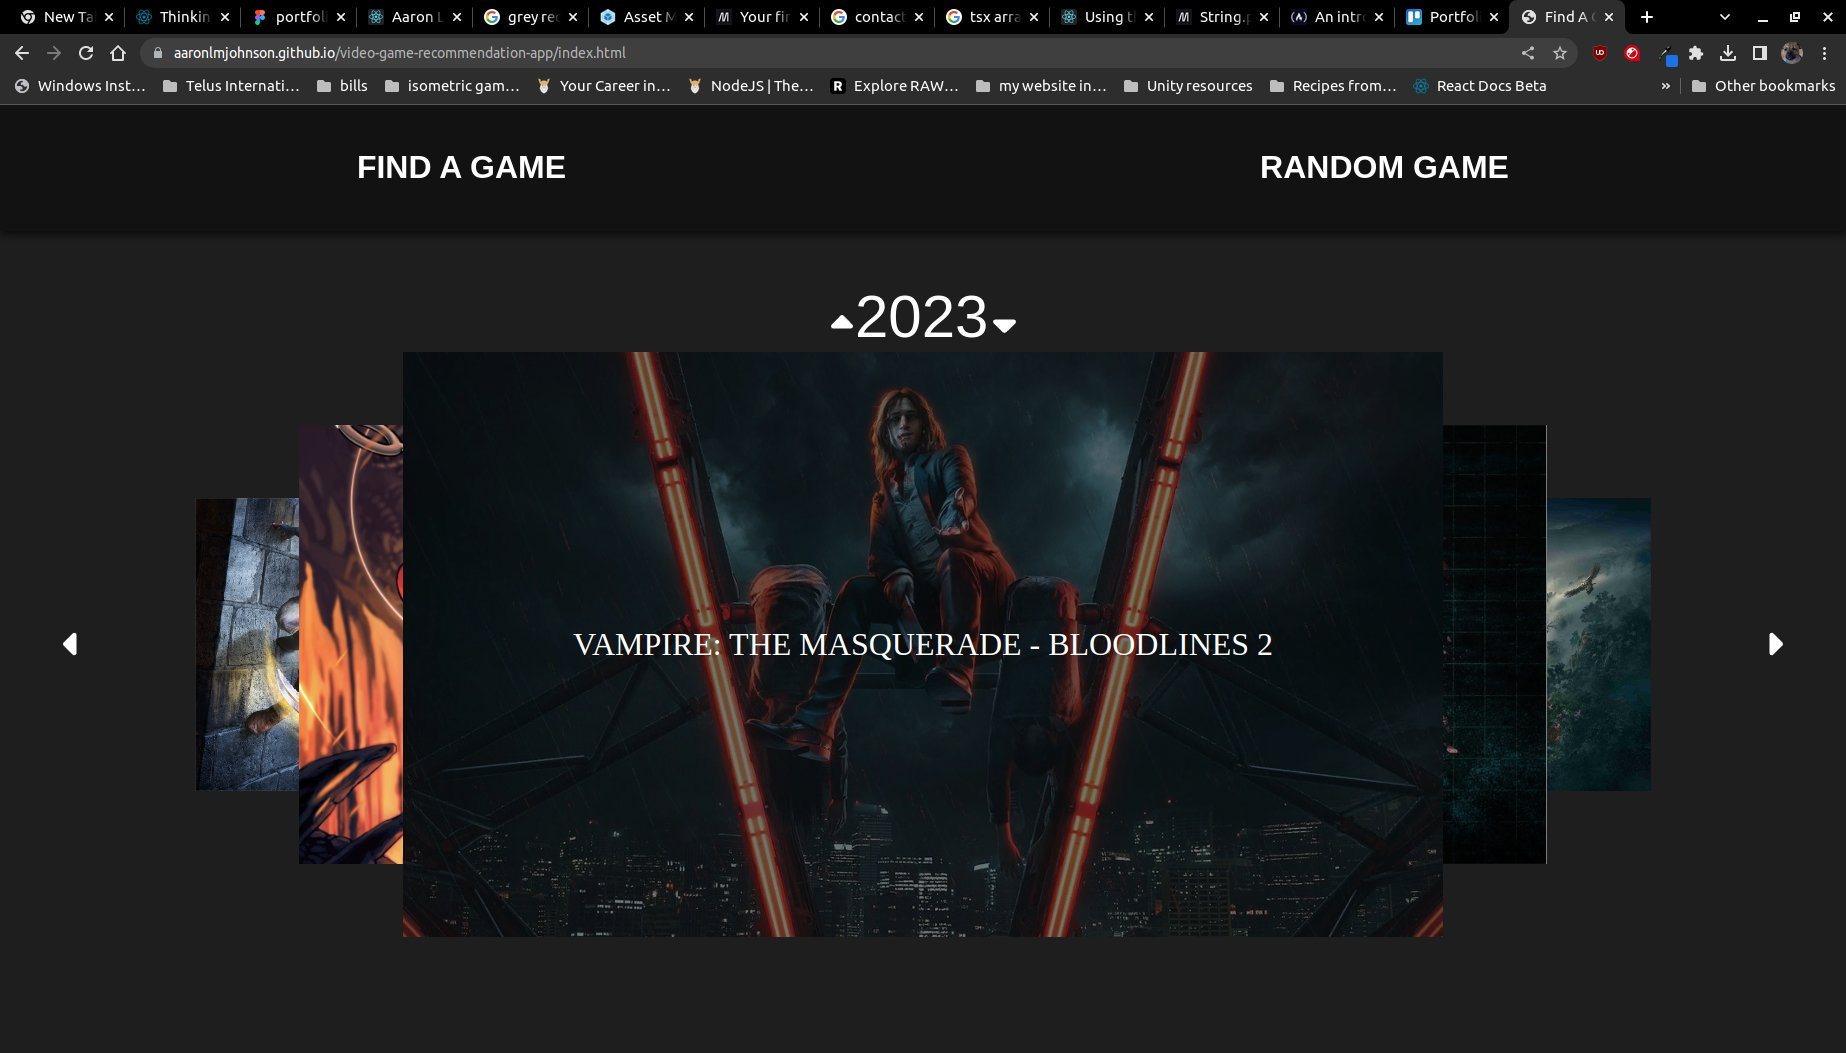 New Ta
Thinkin
portfoli
Aaron L
grey rec
Asset M
Your fir
contact
tsx arra
Using t
String.p
An intro
Portfol
Find A G
aaronlmjohnson.github.io/video-game-recommendation-app/index.html
Windows Inst…
Telus Internati…
bills
isometric gam…
Your Career in…
NodeJS | The…
Explore RAW…
my website in…
Unity resources
Recipes from…
React Docs Beta
»
Other bookmarks
FIND A GAME
RANDOM GAME
2023
VAMPIRE: THE MASQUERADE - BLOODLINES 2